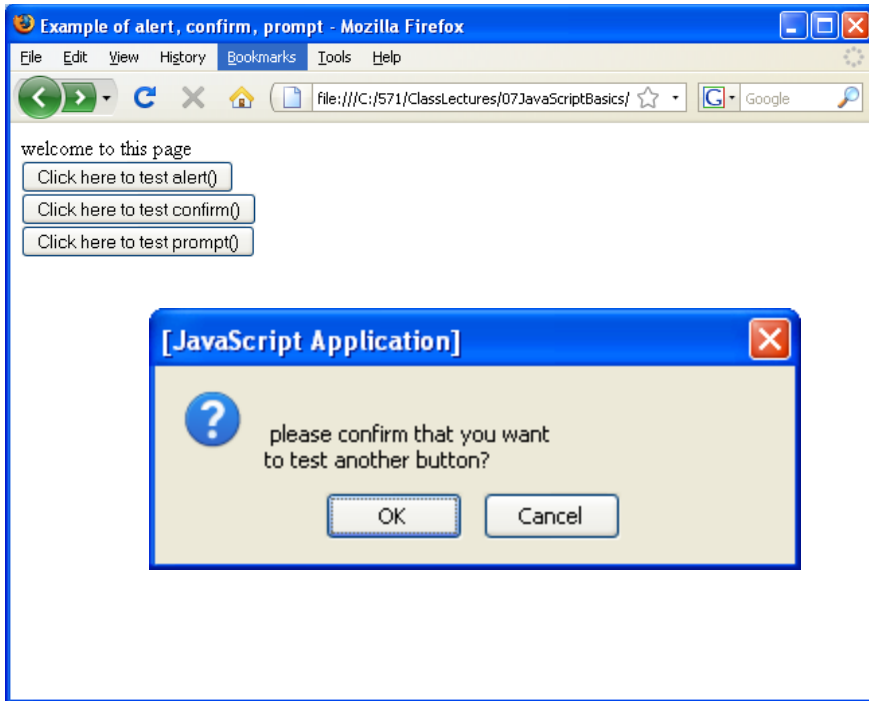 Example of alert, confirm, prompt - Mozilla Firefox
File Edit View History Bookmarks Tools Help
file:///C:/571/ClassLectures/07JavaScriptBasics/ G Google
welcome to this page
Click here to test alert()
Click here to test confirm()
Click here to test prompt()
[JavaScript Application]
please confirm that you want
to test another button?
OK Cancel